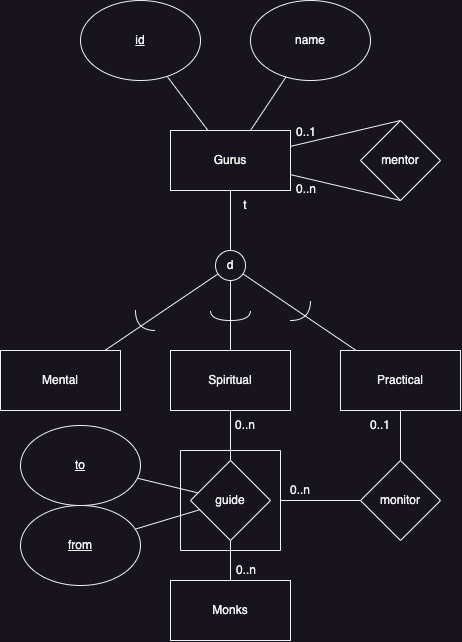 id
name
0..1
Gurus
mentor
0..n
t
d
Mental
Spiritual
Practical
0..n
0..1
to
0..n
guide
monitor
from
0..n
Monks